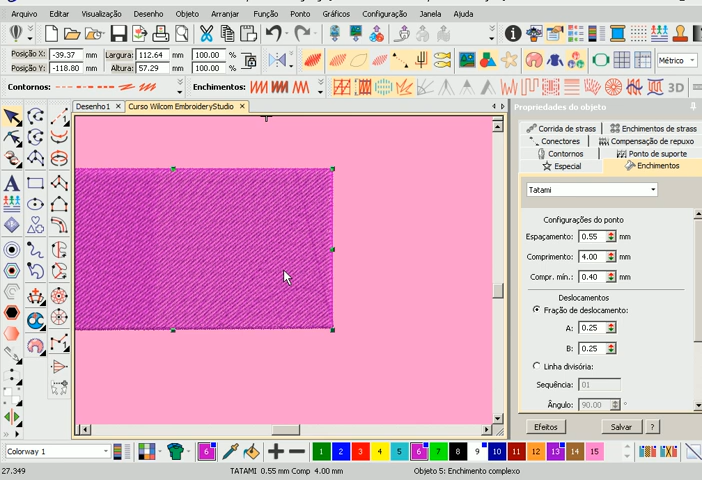 Arquivo Editar Visualização Desenho Objeto Arranjar Função Ponto Gráficos Configuração Janela Ajuda
Posição X: -39.37 mm Largura: 112.64 mm 100.00 %
Posição Y: -118.80 mm Altura: 57.29 mm 100.00 %
Métrico
Contornos: Enchimentos: 3D
Desenho1 Curso Wilcom EmbroideryStudio
Propriedades do objeto
Corrida de strass Enchimentos de strass
Conectores Compensação de repuxo
Contornos Ponto de suporte
Especial Enchimentos
Tatami
Configurações do ponto
Espaçamento: 0.55 mm
Comprimento: 4.00 mm
Compr. mín.: 0.40 mm
Deslocamentos
Fração de deslocamento:
A: 0.25
B: 0.25
Linha divisória:
Sequência: 01
Ângulo: 90.00 °
Efeitos Salvar ?
Colorway 1 6 1 2 3 4 5 6 7 8 9 10 11 12 13 14 15
27.349 TATAMI 0.55 mm Comp 4.00 mm Objeto 5: Enchimento complexo